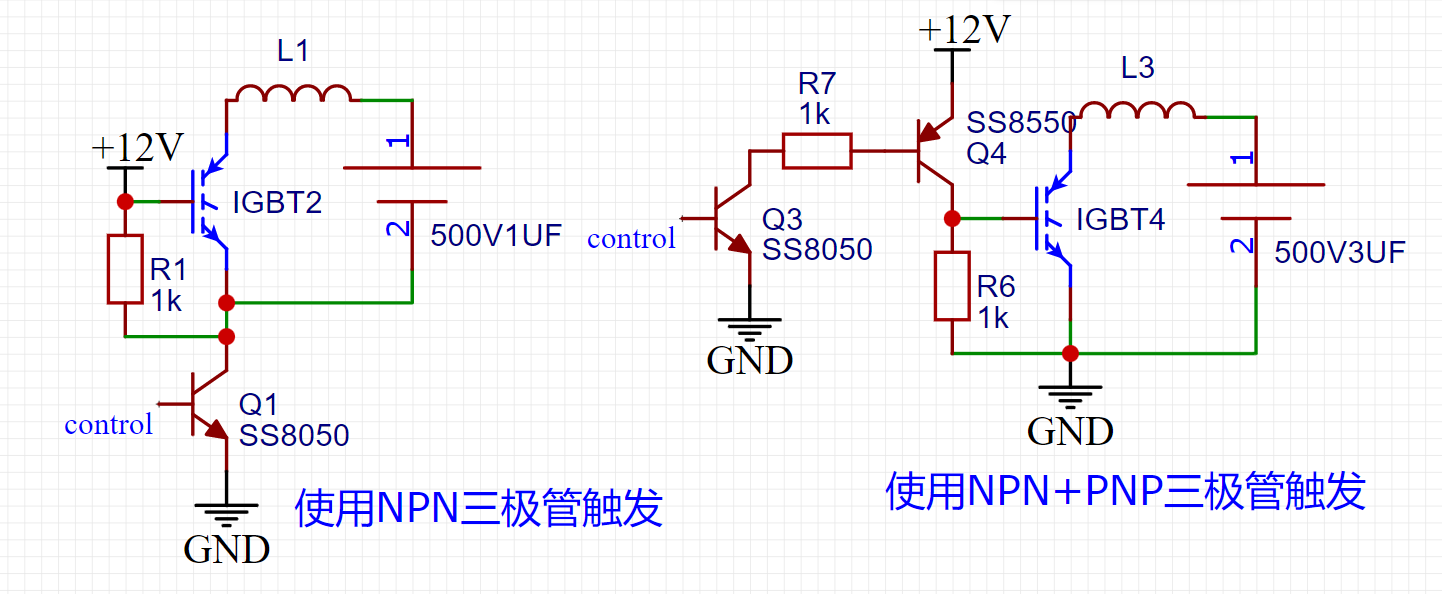 L1
+12V
1
IGBT2
2
500V1UF
R1
1k
control
Q1
SS8050
GND
使用NPN三极管触发
+12V
L3
R7
1k
SS8550
Q4
1
control
Q3
SS8050
IGBT4
2
500V3UF
R6
1k
GND
GND
使用NPN+PNP三极管触发